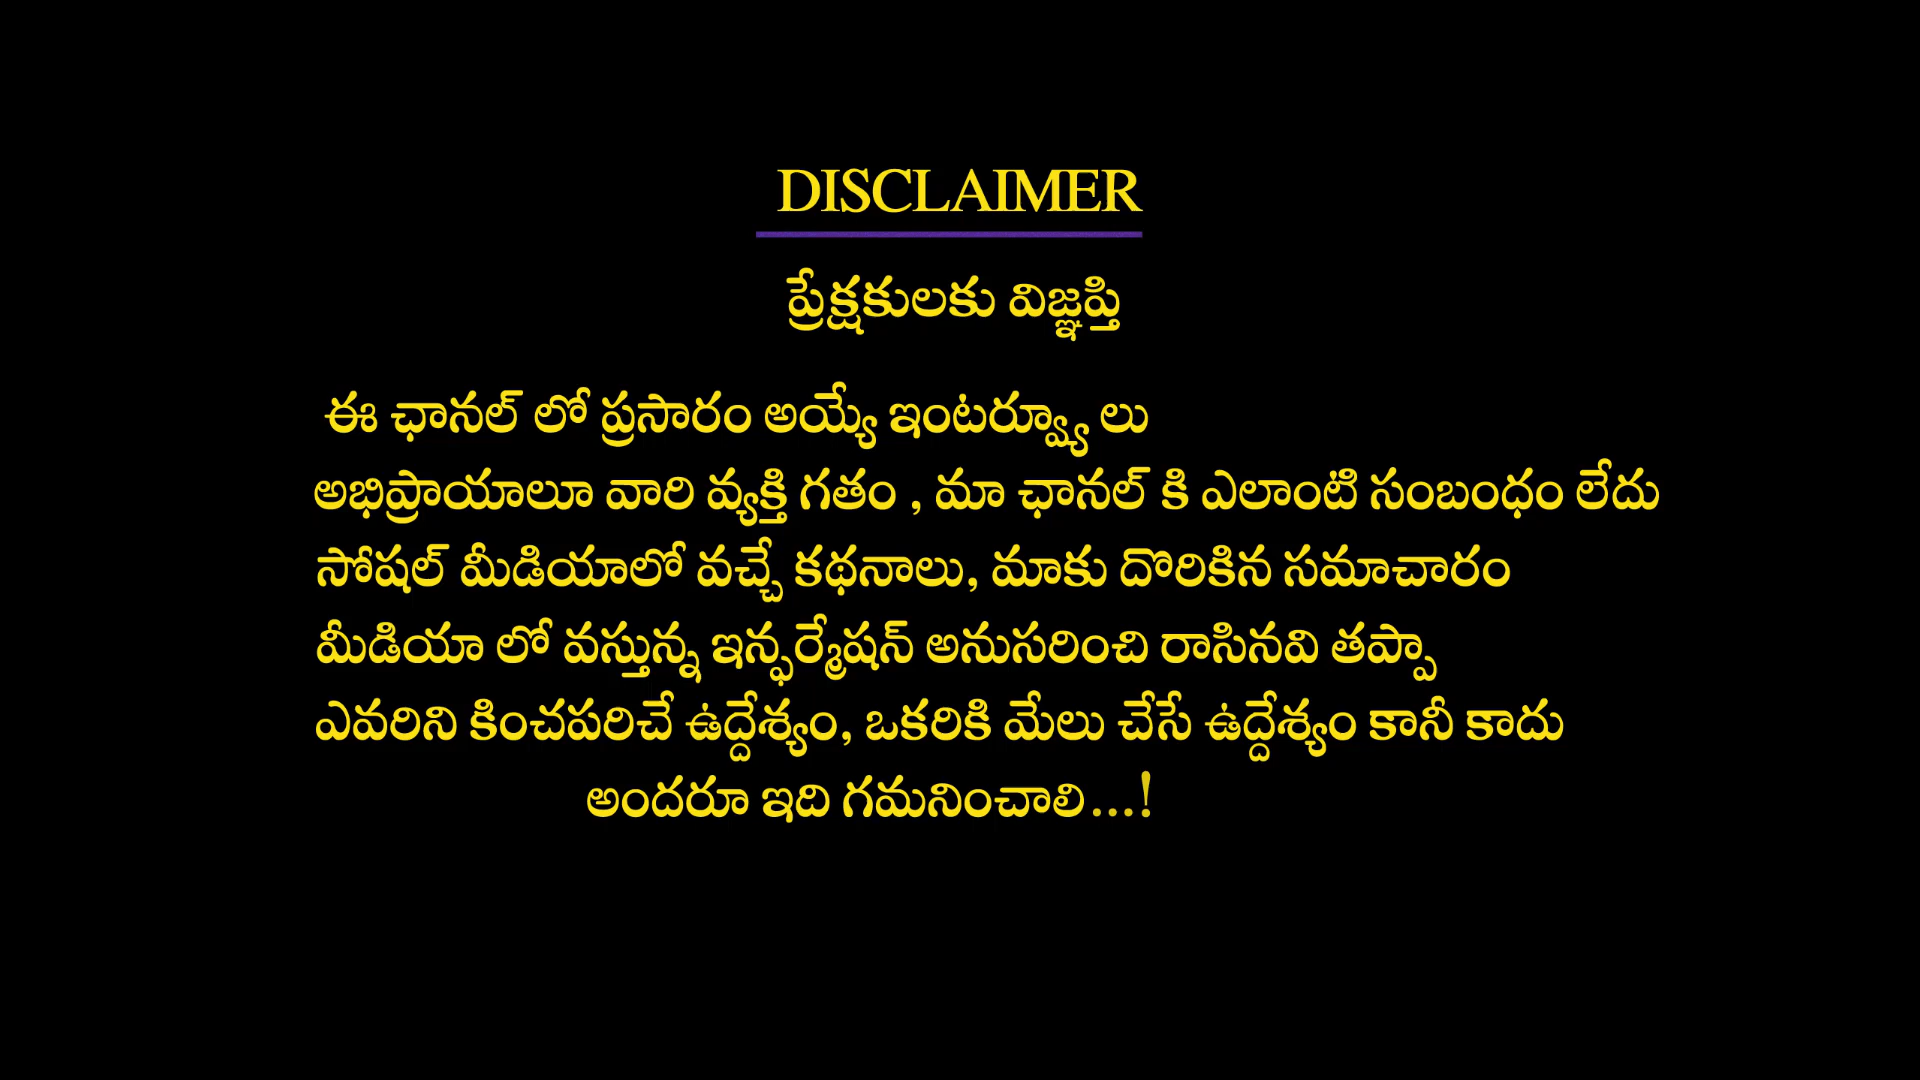 DISCLAIMER
ప్రేక్షకులకు విజ్ఞప్తి
ఈ ఛానల్ లో ప్రసారం అయ్యే ఇంటర్వ్యూ లు
అభిప్రాయాలూ వారి వ్యక్తి గతం , మా ఛానల్ కి ఎలాంటి సంబంధం లేదు
సోషల్ మీడియాలో వచ్చే కథనాలు, మాకు దొరికిన సమాచారం
మీడియా లో వస్తున్న ఇన్ఫర్మేషన్ అనుసరించి రాసినవి తప్పా
ఎవరిని కించపరిచే ఉద్దేశ్యం, ఒకరికి మేలు చేసే ఉద్దేశ్యం కానీ కాదు
అందరూ ఇది గమనించాలి...!